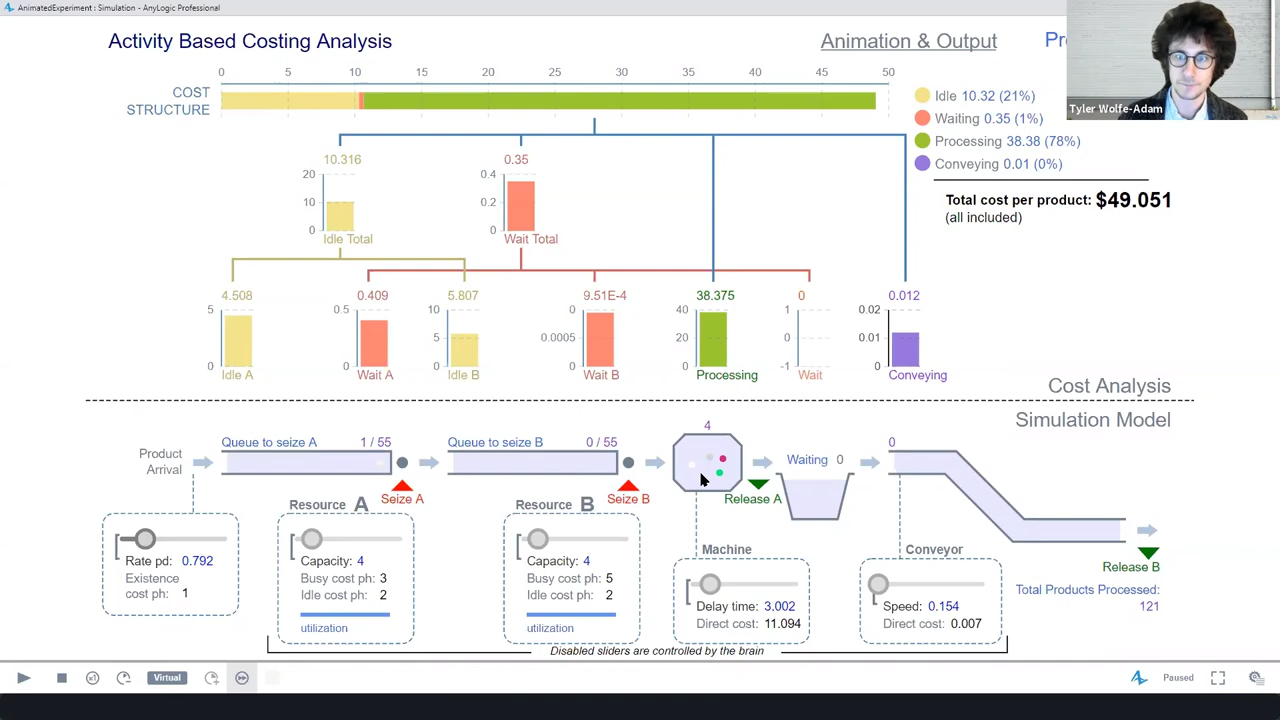 AnimatedExperiment : Simulation - AnyLogic Professional
Activity Based Costing Analysis
Animation & Output
Tyler Wolfe-Adam
0 5 10 15 20 25 30 35 40 45 50
COST
STRUCTURE
Idle 10.32 (21%)
Waiting 0.35 (1%)
Processing 38.38 (78%)
Conveying 0.01 (0%)
Total cost per product: $49.051
(all included)
10.316
20
10
0
Idle Total
0.35
0.4
0.2
0
Wait Total
4.508
5
0
Idle A
0.409
0.5
0
Wait A
5.807
10
5
0
Idle B
9.51E-4
0
0.0005
0
Wait B
38.375
40
20
0
Processing
0
1
0
-1
Wait
0.012
0.02
0.01
0
Conveying
Cost Analysis
Simulation Model
Product
Arrival
Queue to seize A 1 / 55
Seize A
Queue to seize B 0 / 55
Seize B
4
Release A
Waiting 0
0
Release B
Total Products Processed:
121
Rate pd: 0.792
Existence
cost ph: 1
Resource A
Capacity: 4
Busy cost ph: 3
Idle cost ph: 2
utilization
Resource B
Capacity: 4
Busy cost ph: 5
Idle cost ph: 2
utilization
Machine
Delay time: 3.002
Direct cost: 11.094
Conveyor
Speed: 0.154
Direct cost: 0.007
Disabled sliders are controlled by the brain
Virtual
Paused